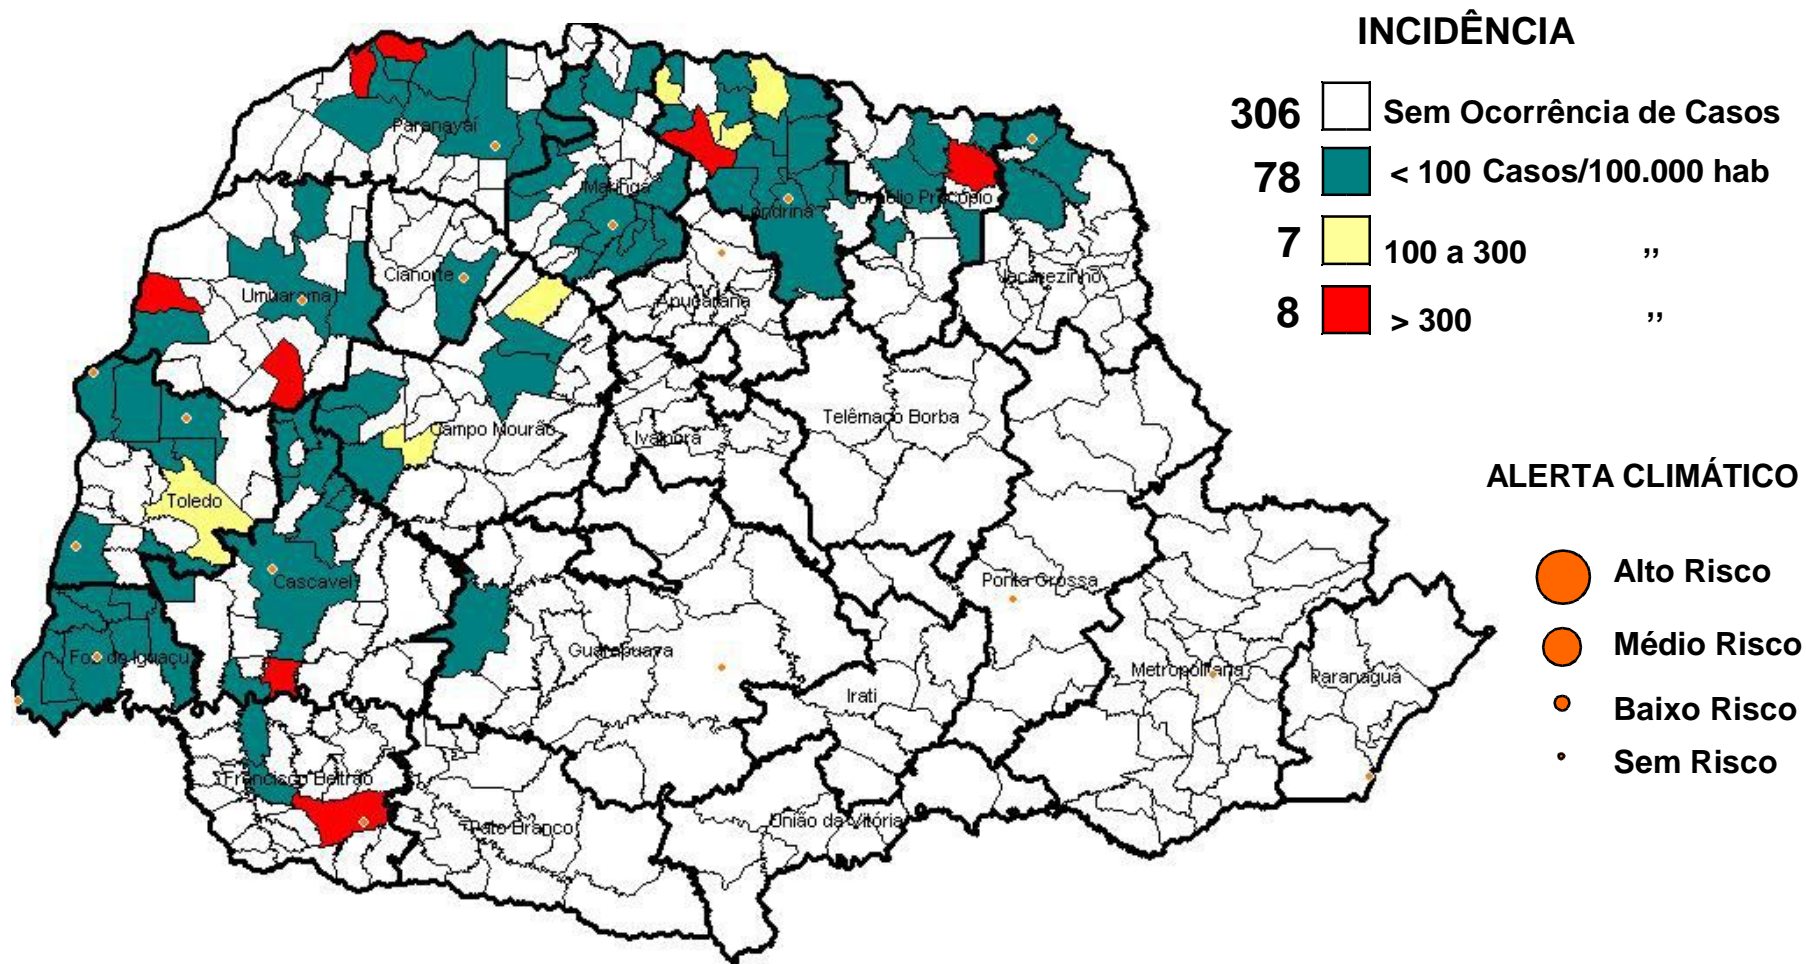 INCIDÊNCIA
306 Sem Ocorrência de Casos
78 < 100 Casos/100.000 hab
7 100 a 300 ,,
8 > 300 ,,
ALERTA CLIMÁTICO
Alto Risco
Médio Risco
Baixo Risco
Sem Risco
Paranavaí
Maringá
Londrina
Cornélio Procópio
Jacarezinho
Umuarama
Cianorte
Apucarana
Campo Mourão
Ivaiporã
Telêmaco Borba
Toledo
Cascavel
Ponta Grossa
Foz do Iguaçu
Guarapuava
Irati
Metropolitana
Paranaguá
Francisco Beltrão
Pato Branco
União da Vitória